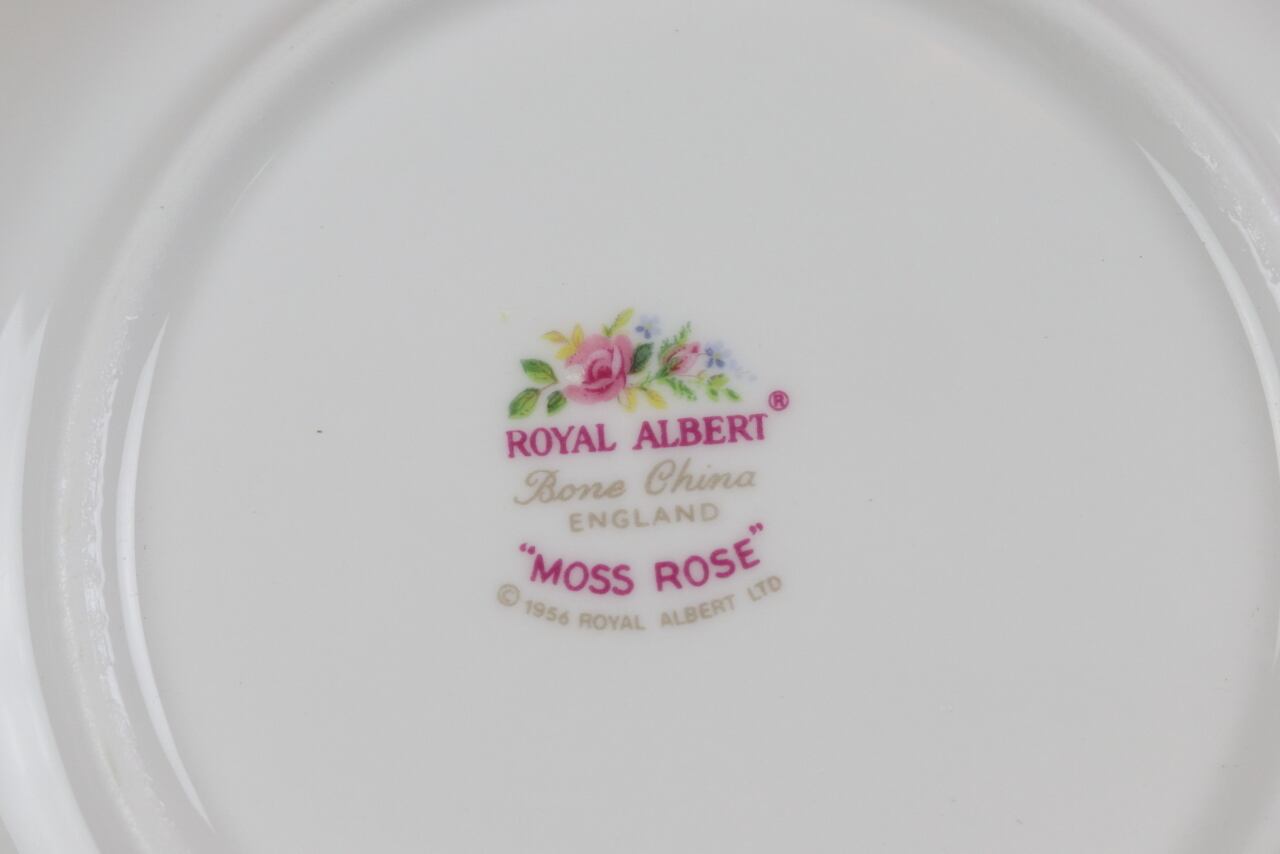 ROYAL ALBERT®
Bone China
ENGLAND
“MOSS ROSE”
© 1956 ROYAL ALBERT LTD